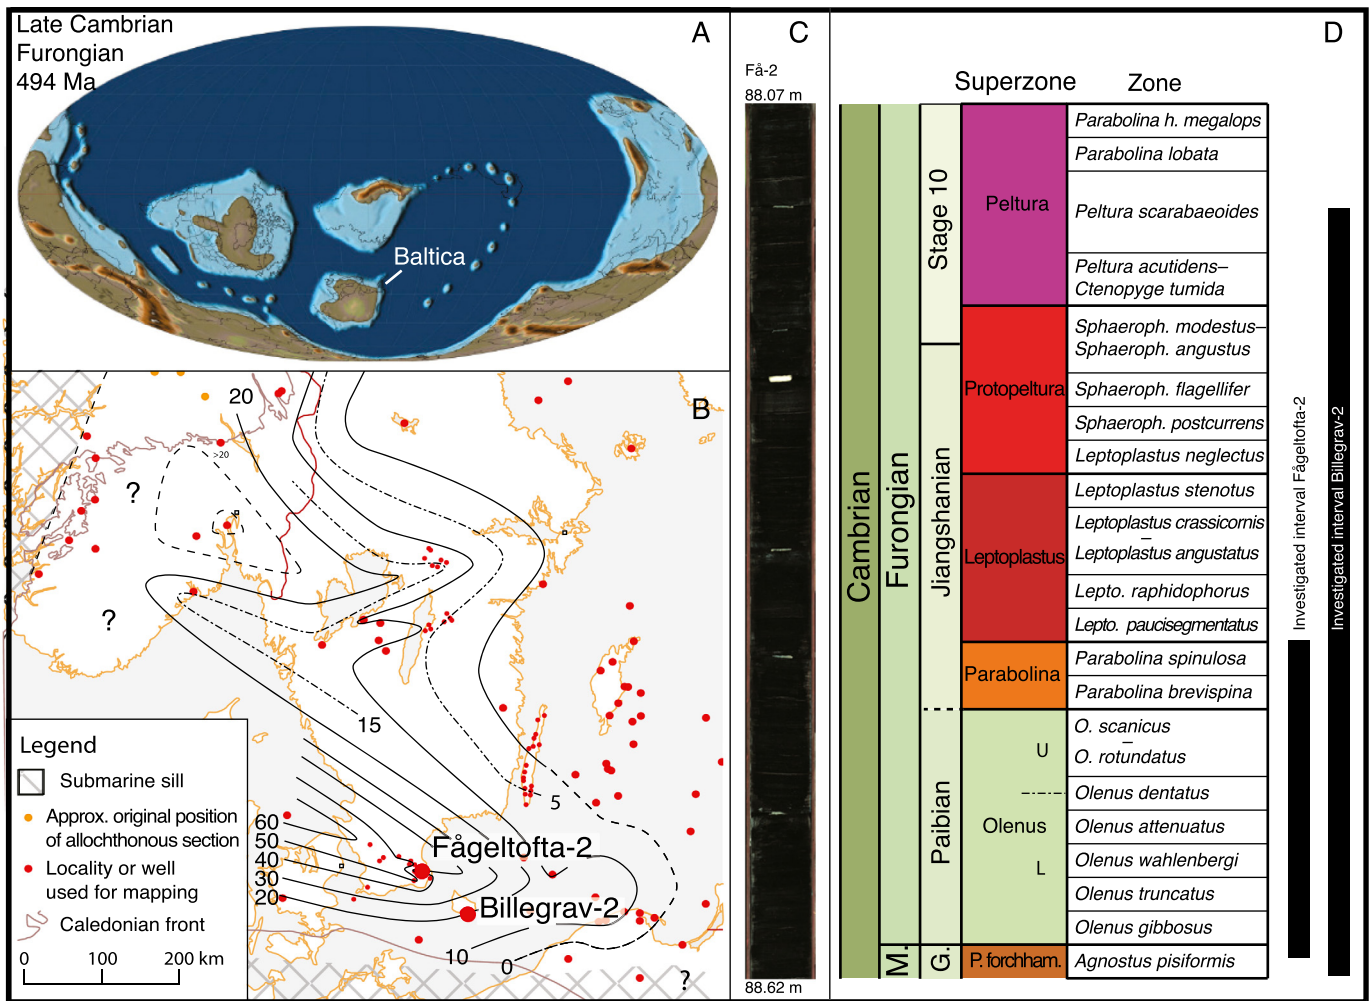 Late Cambrian
Furongian
494 Ma
A
Baltica
B
20
>20
?
?
15
5
60
50
40
30
20
Fågeltofta-2
Billegrav-2
10
0
?
Legend
Submarine sill
Approx. original position
of allochthonous section
Locality or well
used for mapping
Caledonian front
0 100 200 km
C
Få-2
88.07 m
88.62 m
D
Superzone Zone
Cambrian
Furongian
M.
Stage 10
Jiangshanian
Paibian
G.
Peltura
Protopeltura
Leptoplastus
Parabolina
U
Olenus
L
P. forchham.
Parabolina h. megalops
Parabolina lobata
Peltura scarabaeoides
Peltura acutidens–
Ctenopyge tumida
Sphaeroph. modestus–
Sphaeroph. angustus
Sphaeroph. flagellifer
Sphaeroph. postcurrens
Leptoplastus neglectus
Leptoplastus stenotus
Leptoplastus crassicornis
–
Leptoplastus angustatus
Lepto. raphidophorus
Lepto. paucisegmentatus
Parabolina spinulosa
Parabolina brevispina
O. scanicus
–
O. rotundatus
Olenus dentatus
Olenus attenuatus
Olenus wahlenbergi
Olenus truncatus
Olenus gibbosus
Agnostus pisiformis
Investigated interval Fågeltofta-2
Investigated interval Billegrav-2